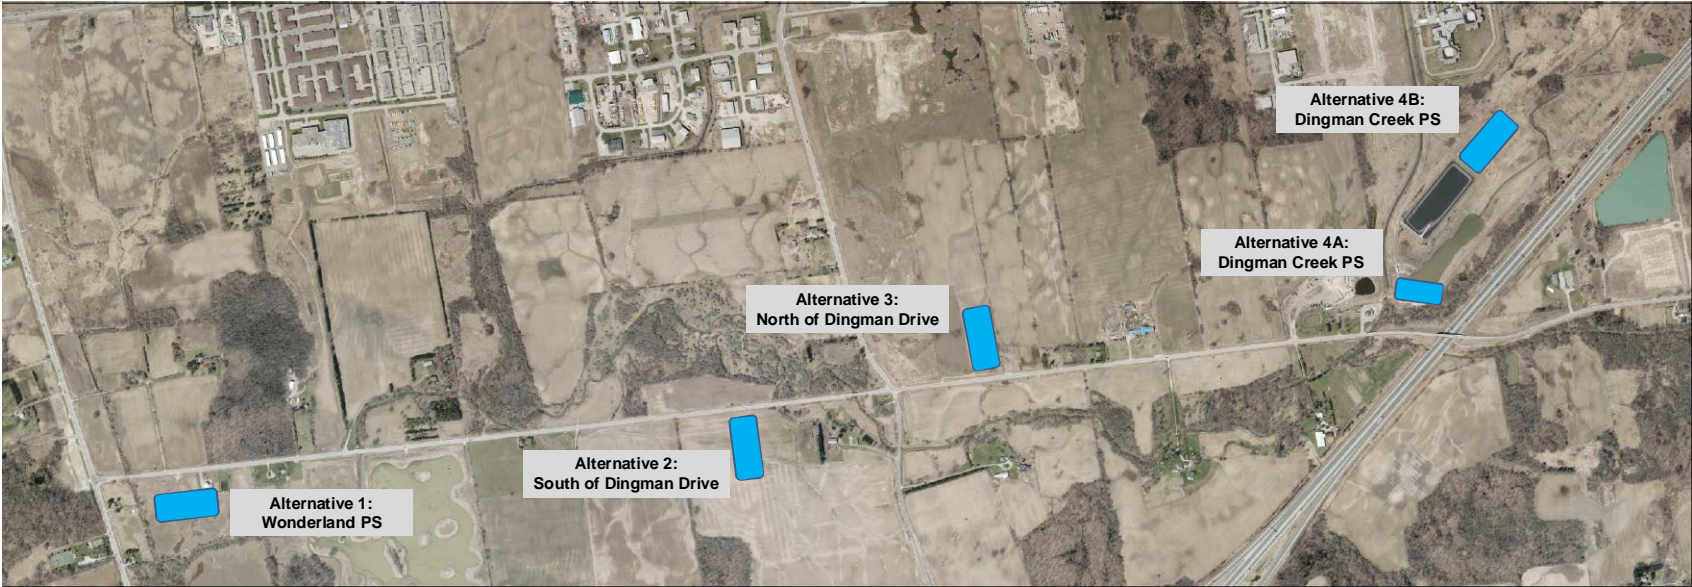 Alternative 4B:
Dingman Creek PS
Alternative 4A:
Dingman Creek PS
Alternative 3:
North of Dingman Drive
Alternative 2:
South of Dingman Drive
Alternative 1:
Wonderland PS